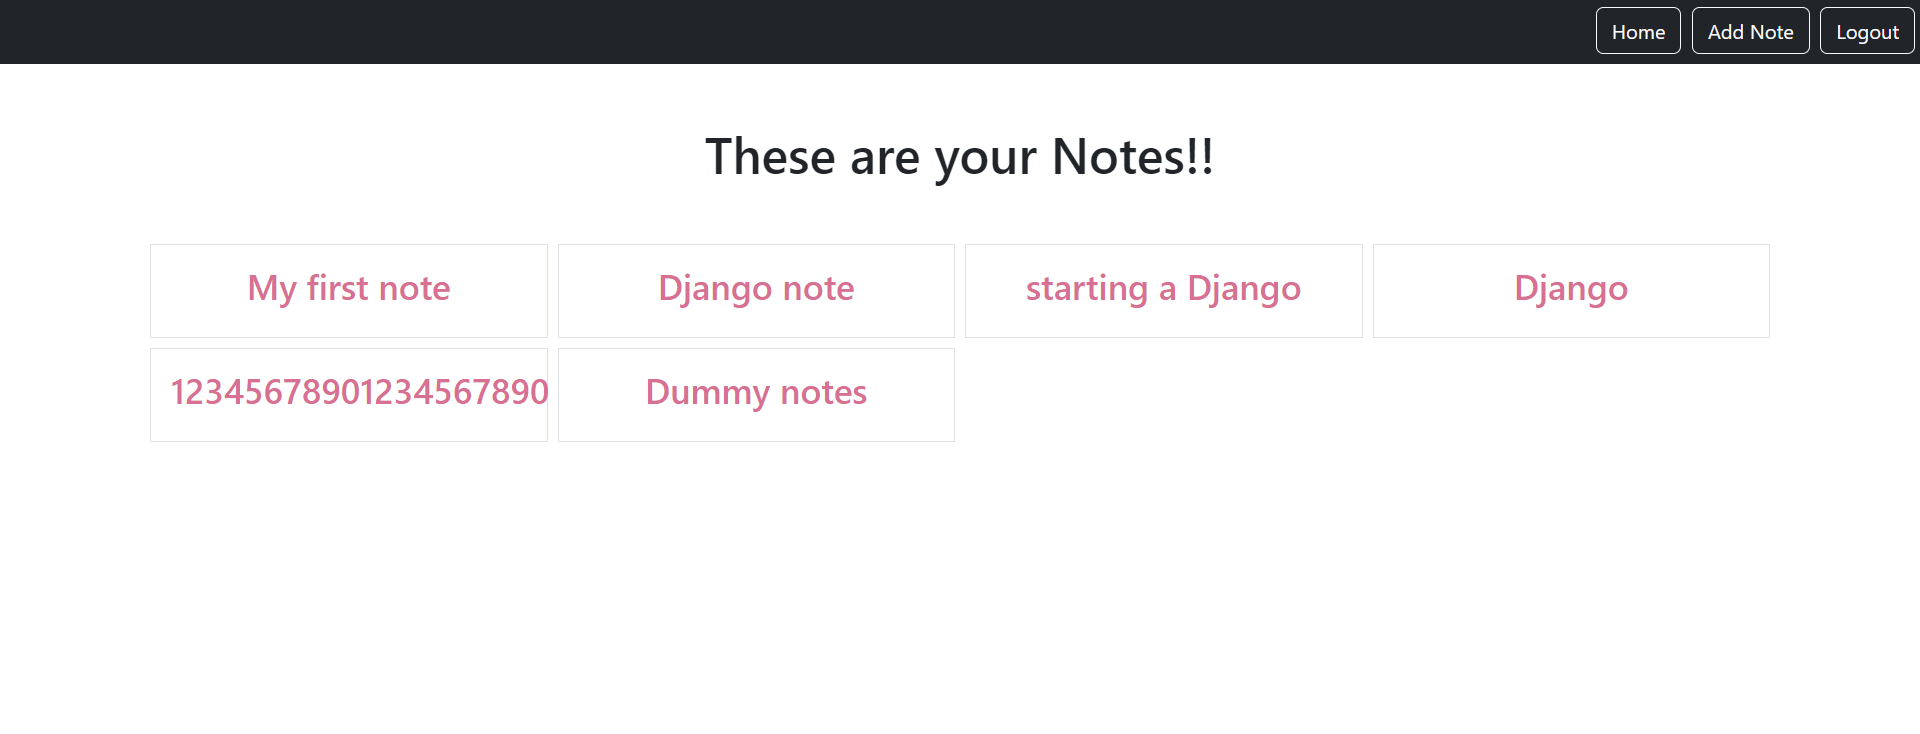 Home Add Note Logout
These are your Notes!!
My first note Django note starting a Django Django
12345678901234567890 Dummy notes